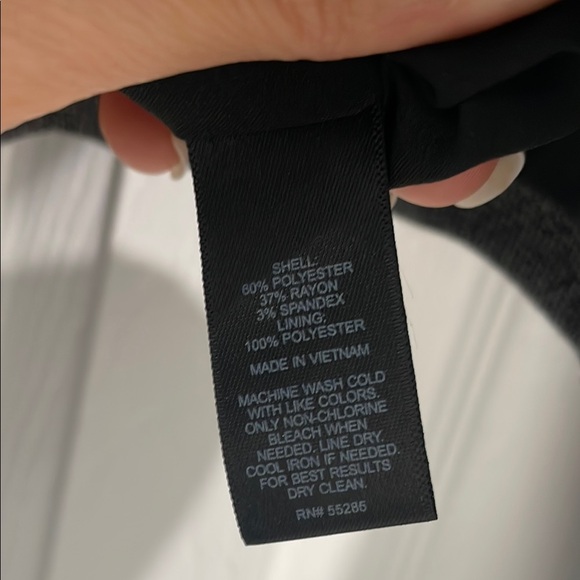 SHELL:
60% POLYESTER
37% RAYON
3% SPANDEX
LINING:
100% POLYESTER
MADE IN VIETNAM
MACHINE WASH COLD
WITH LIKE COLORS.
ONLY NON-CHLORINE
BLEACH WHEN
NEEDED. LINE DRY.
COOL IRON IF NEEDED.
FOR BEST RESULTS
DRY CLEAN.
RN# 55285